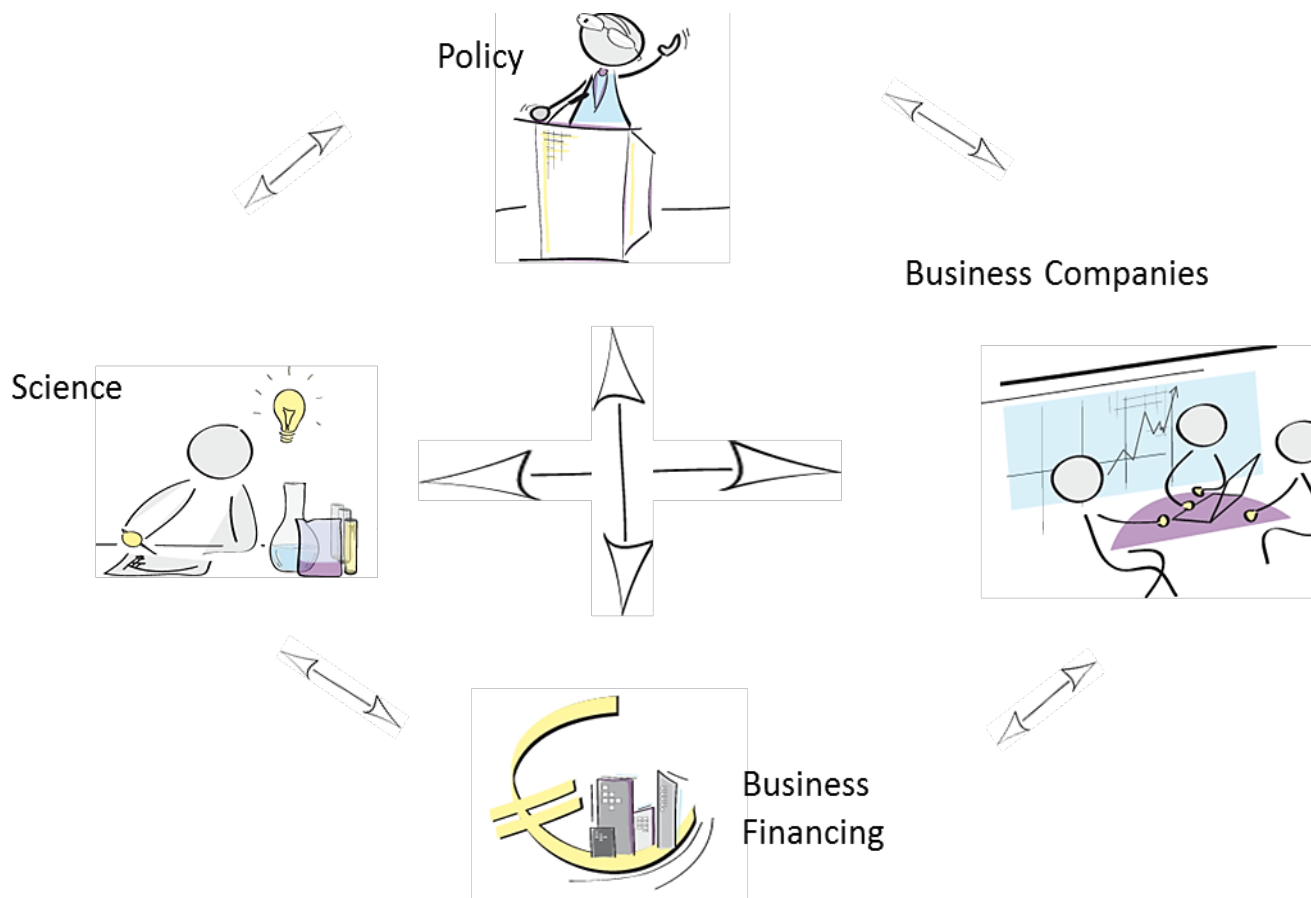 Policy
Business Companies
Science
Business
Financing